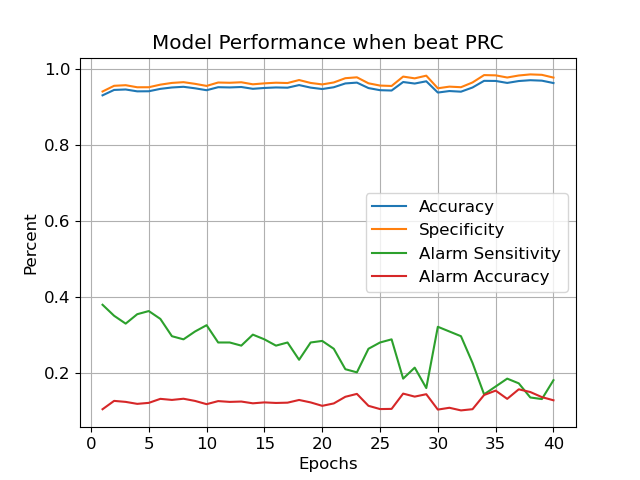 Model Performance when beat PRC
1.0
0.8
0.6
0.4
0.2
Percent
Accuracy
Specificity
Alarm Sensitivity
Alarm Accuracy
0 5 10 15 20 25 30 35 40
Epochs